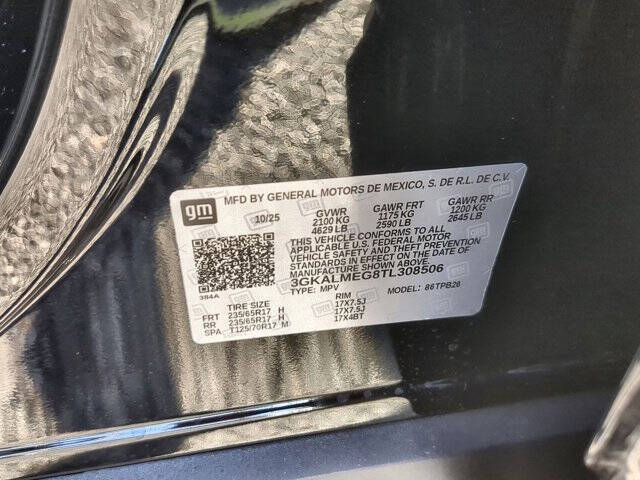 gm
MFD BY GENERAL MOTORS DE MEXICO, S. DE R.L. DE C.V.
10/25 GVWR GAWR FRT GAWR RR
2100 KG 1175 KG 1200 KG
4629 LB 2590 LB 2645 LB
THIS VEHICLE CONFORMS TO ALL
APPLICABLE U.S. FEDERAL MOTOR
VEHICLE SAFETY AND THEFT PREVENTION
STANDARDS IN EFFECT ON THE DATE OF
MANUFACTURE SHOWN ABOVE.
3GKALMEG8TL308506
384A
TYPE: MPV MODEL: 86TPB26
TIRE SIZE RIM
FRT 235/65R17 H 17X7.5J
RR 235/65R17 H 17X7.5J
SPA T125/70R17 M 17X4BT